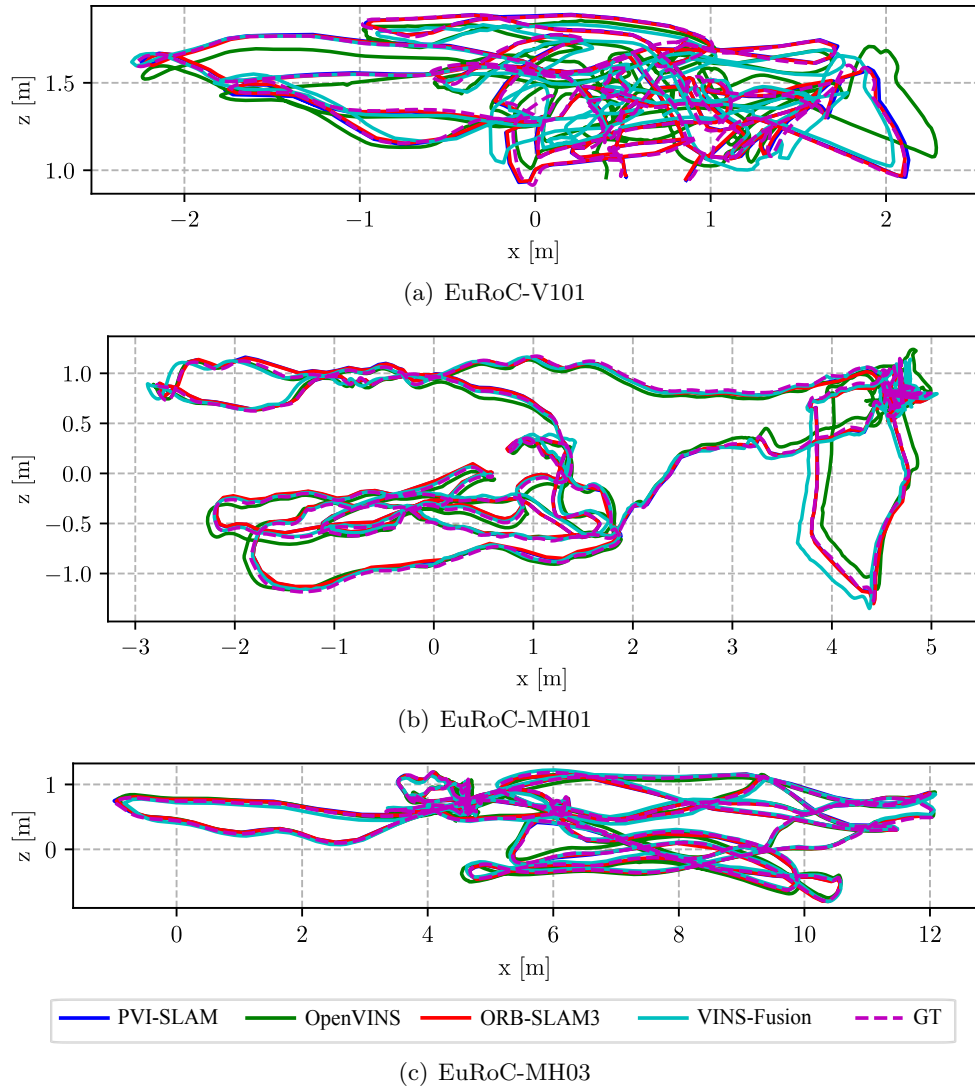 z [m]
1.5
1.0
−2 −1 0 1 2
x [m]
(a) EuRoC-V101
z [m]
1.0
0.5
0.0
−0.5
−1.0
−3 −2 −1 0 1 2 3 4 5
x [m]
(b) EuRoC-MH01
z [m]
1
0
0 2 4 6 8 10 12
x [m]
PVI-SLAM OpenVINS ORB-SLAM3 VINS-Fusion GT
(c) EuRoC-MH03